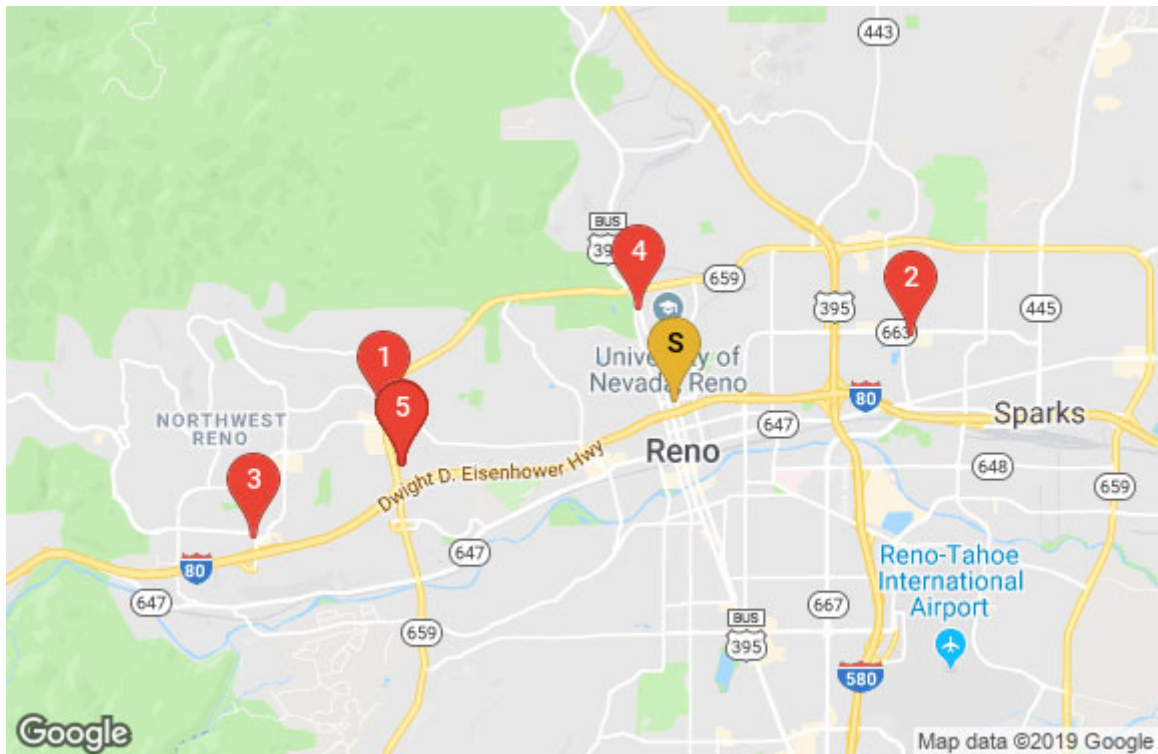 443
BUS
395
4
659
2
395
663
445
S
University of
Nevada, Reno
1
80
NORTHWEST
RENO
5
Sparks
647
Reno
Dwight D. Eisenhower Hwy
648
3
659
647
Reno-Tahoe
International
Airport
80
647
667
BUS
659
395
580
Google
Map data ©2019 Google